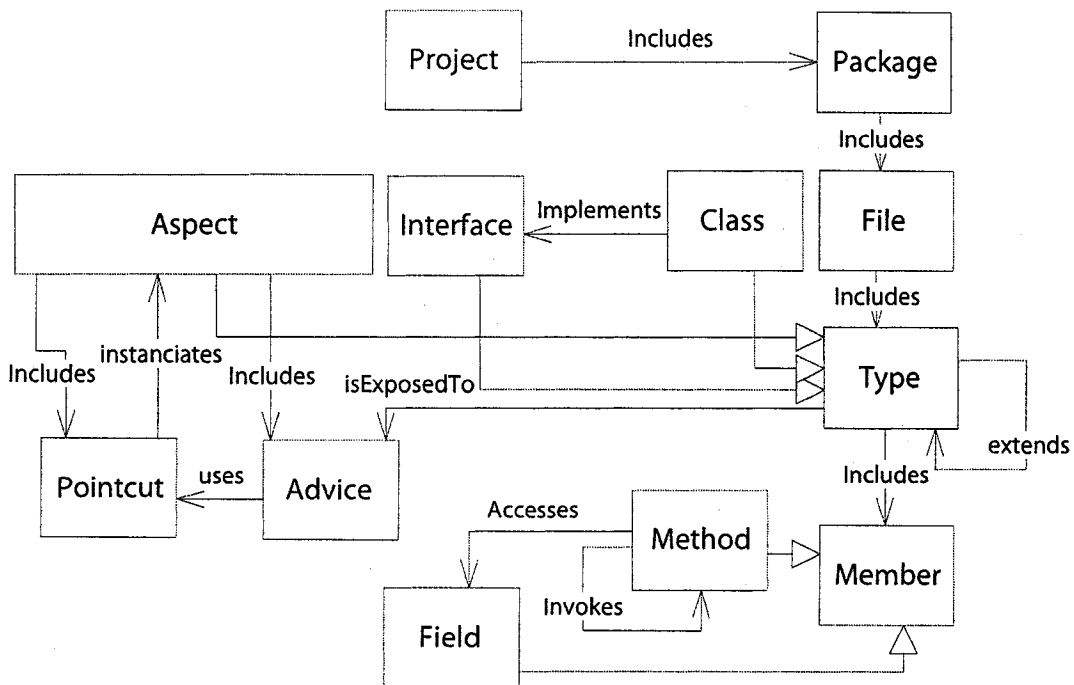 Includes
Project
Package
Includes
Aspect
Interface
Implements
Class
File
Includes
Includes
instanciates
Includes
isExposedTo
Type
extends
Pointcut
uses
Advice
Includes
Accesses
Method
Member
Invokes
Field